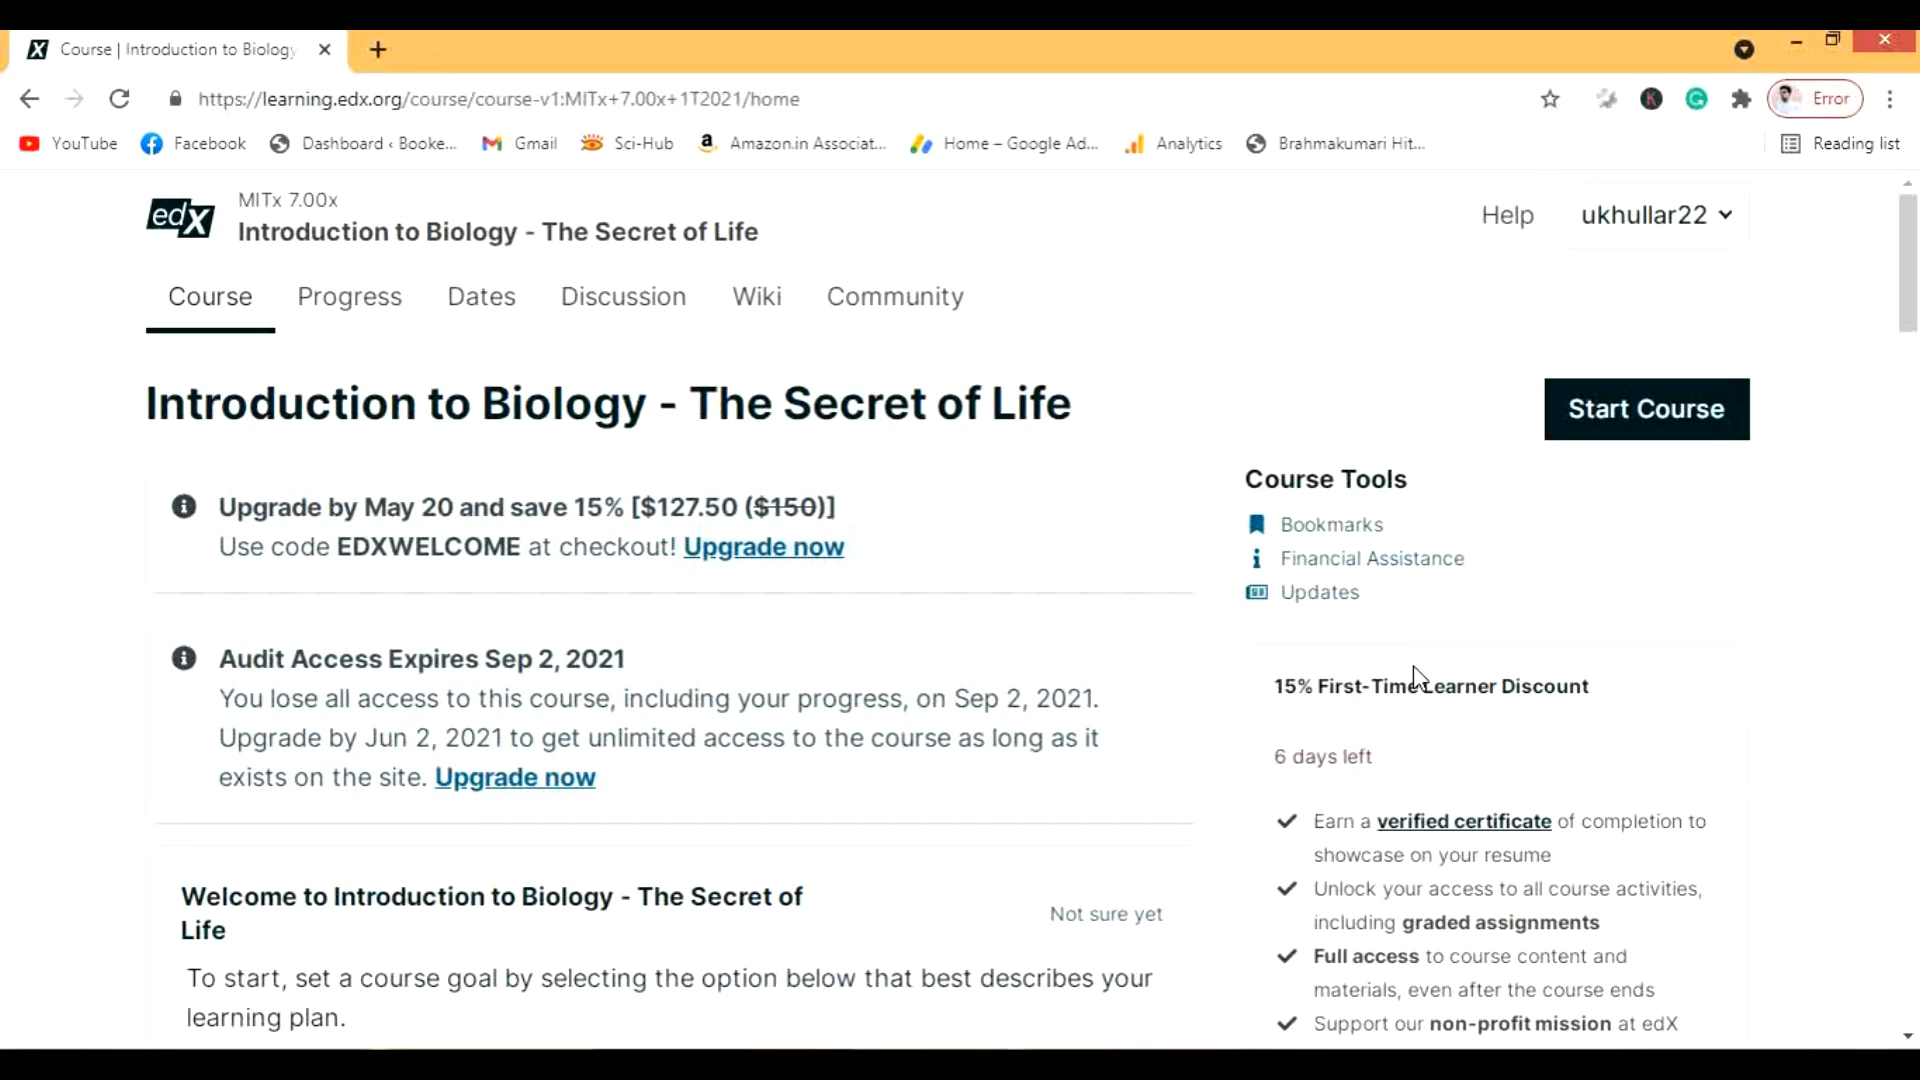 Course | Introduction to Biology
https://learning.edx.org/course/course-v1:MITx+7.00x+1T2021/home
Error
YouTube
Facebook
Dashboard ‹ Booke...
Gmail
Sci-Hub
Amazon.in Associat...
Home – Google Ad...
Analytics
Brahmakumari Hit...
Reading list
edX
MITx 7.00x
Introduction to Biology - The Secret of Life
Help
ukhullar22
Course
Progress
Dates
Discussion
Wiki
Community
Introduction to Biology - The Secret of Life
Start Course
Upgrade by May 20 and save 15% [$127.50 ($150)]
Use code EDXWELCOME at checkout! Upgrade now
Audit Access Expires Sep 2, 2021
You lose all access to this course, including your progress, on Sep 2, 2021.
Upgrade by Jun 2, 2021 to get unlimited access to the course as long as it
exists on the site. Upgrade now
Welcome to Introduction to Biology - The Secret of
Life
Not sure yet
To start, set a course goal by selecting the option below that best describes your
learning plan.
Course Tools
Bookmarks
Financial Assistance
Updates
15% First-Time Learner Discount
6 days left
Earn a verified certificate of completion to
showcase on your resume
Unlock your access to all course activities,
including graded assignments
Full access to course content and
materials, even after the course ends
Support our non-profit mission at edX